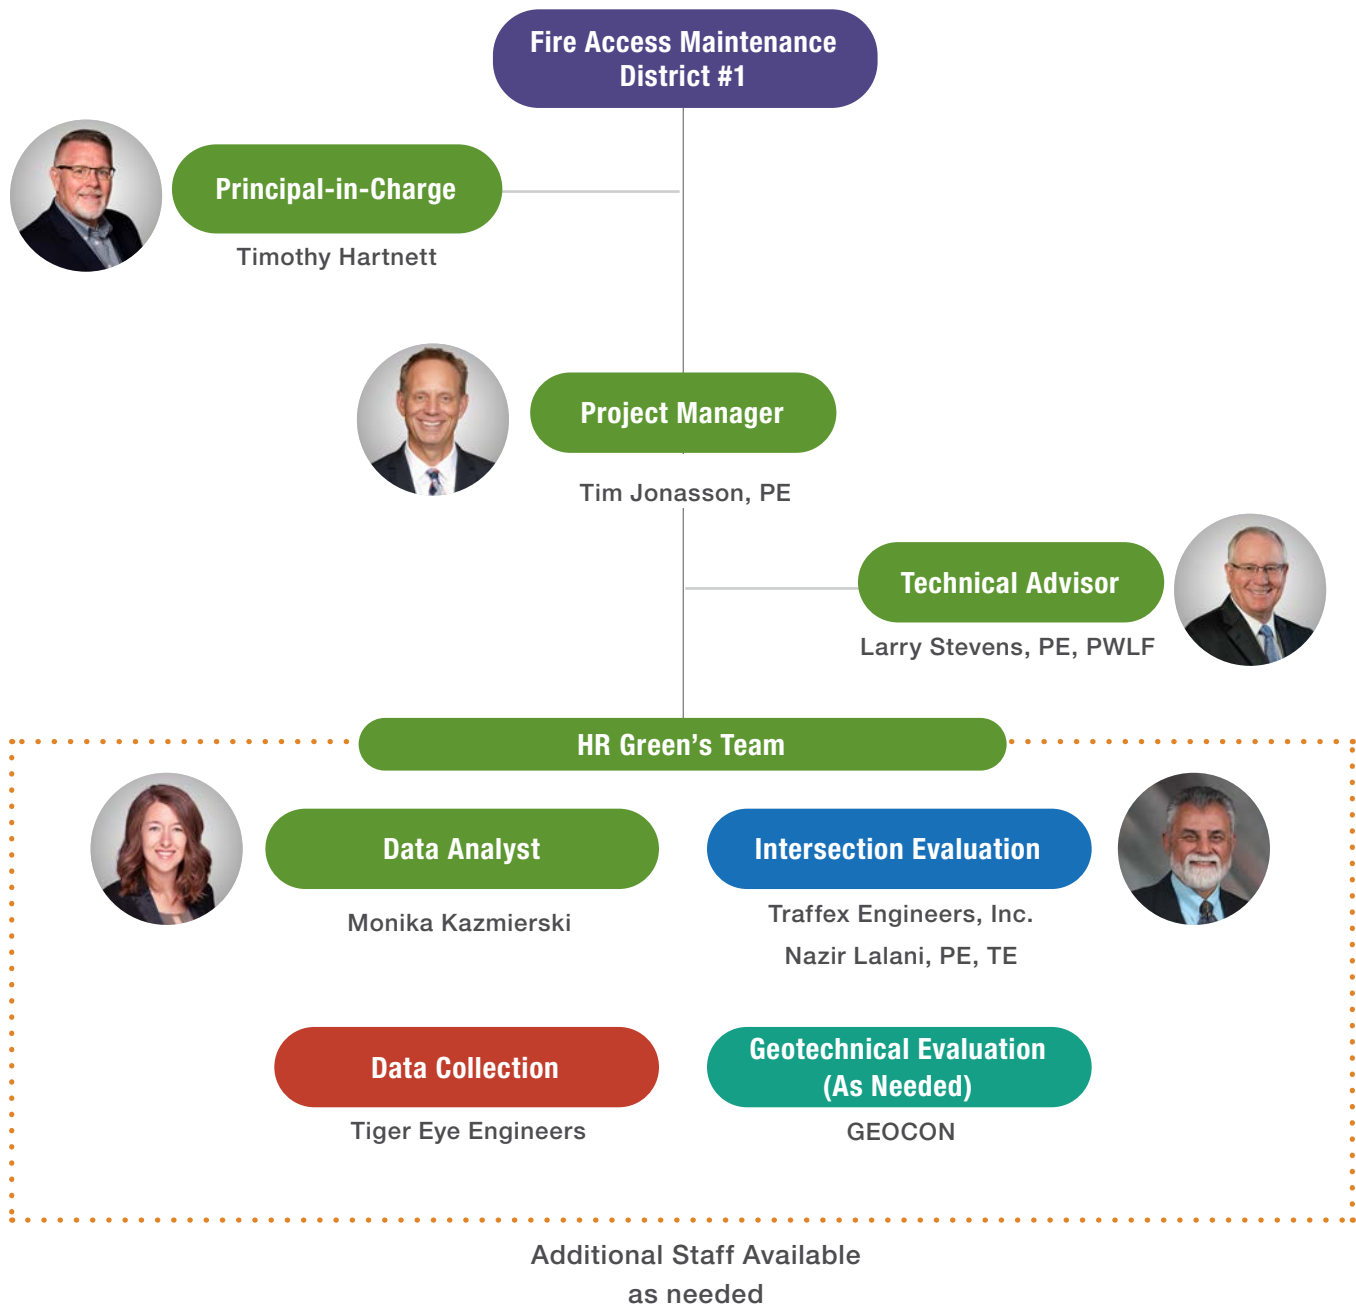 Fire Access Maintenance
District #1
Principal-in-Charge
Timothy Hartnett
Project Manager
Tim Jonasson, PE
Technical Advisor
Larry Stevens, PE, PWLF
HR Green’s Team
Data Analyst
Monika Kazmierski
Intersection Evaluation
Traffex Engineers, Inc.
Nazir Lalani, PE, TE
Data Collection
Tiger Eye Engineers
Geotechnical Evaluation
(As Needed)
GEOCON
Additional Staff Available
as needed